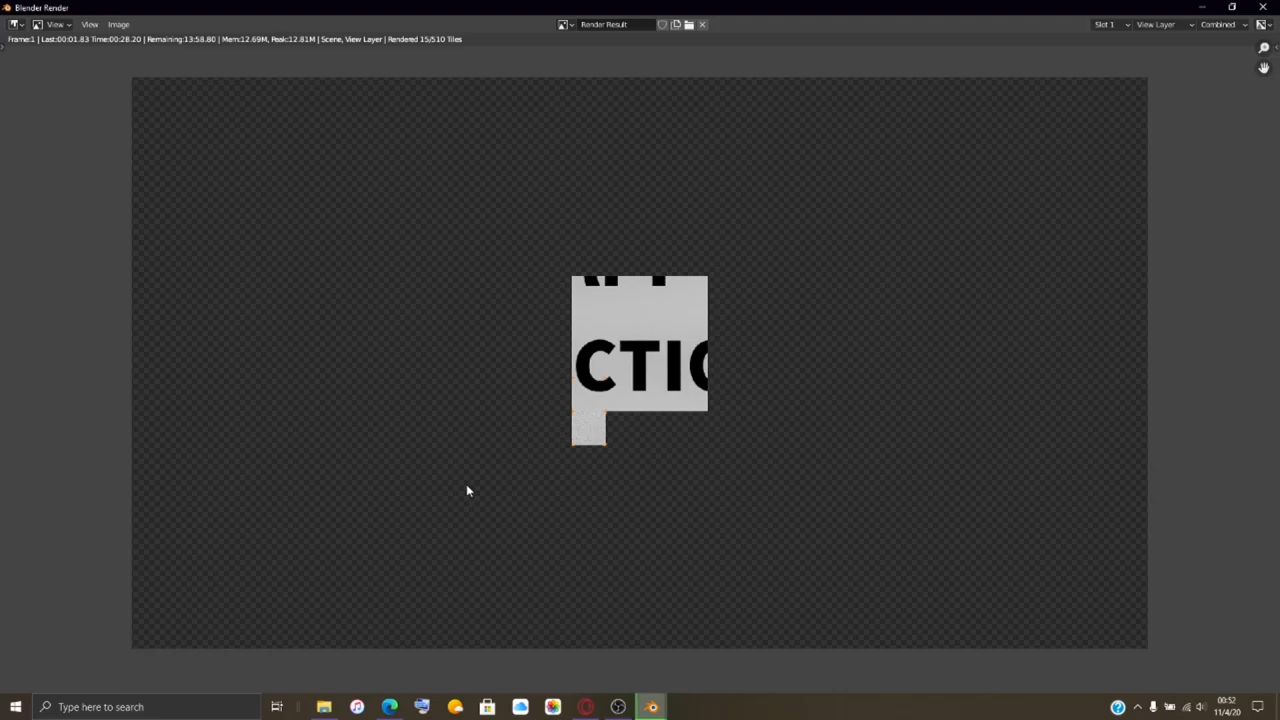 Blender Render
View
View
Image
Render Result
Slot 1
View Layer
Combined
Frame:1 | Last:00:01.83 Time:00:28.20 | Remaining:13:58.80 | Mem:12.69M, Peak:12.81M | Scene, View Layer | Rendered 15/510 Tiles
CTIO
Type here to search
00:52
11/4/20